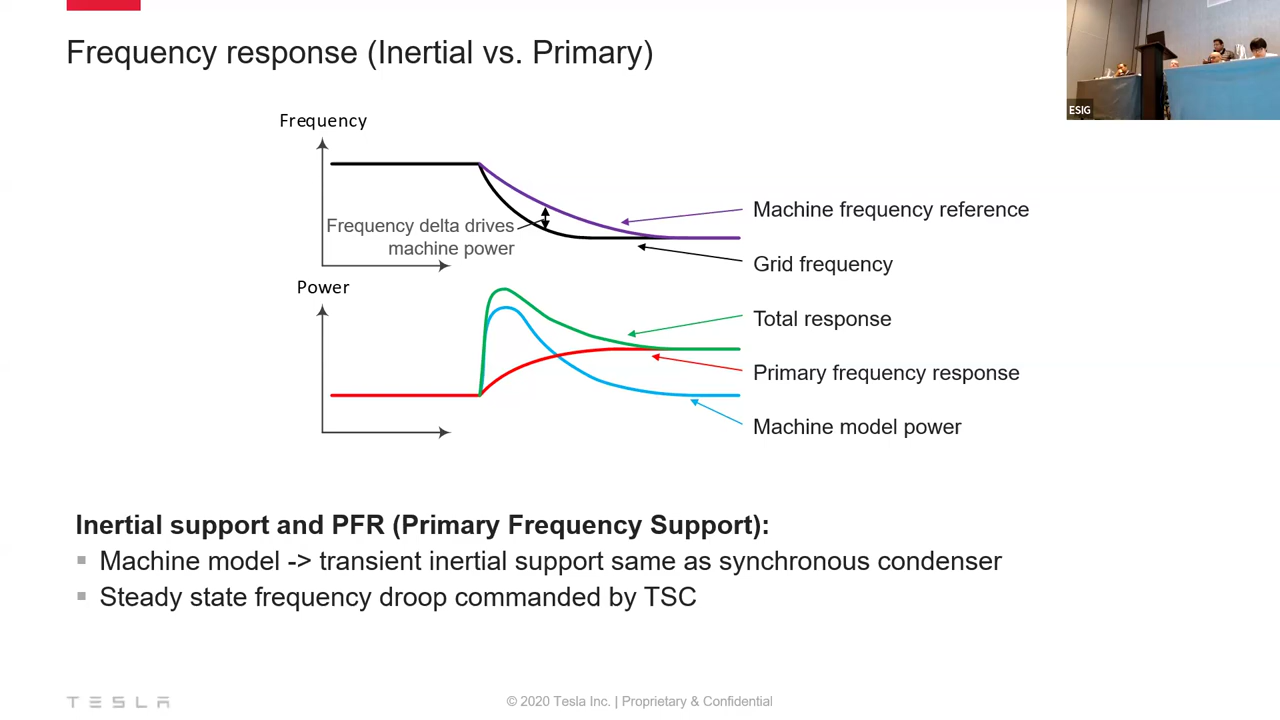 Frequency response (Inertial vs. Primary)
ESIG
Frequency
Frequency delta drives
machine power
Machine frequency reference
Grid frequency
Power
Total response
Primary frequency response
Machine model power
Inertial support and PFR (Primary Frequency Support):
Machine model -> transient inertial support same as synchronous condenser
Steady state frequency droop commanded by TSC
TESLA
© 2020 Tesla Inc. | Proprietary & Confidential